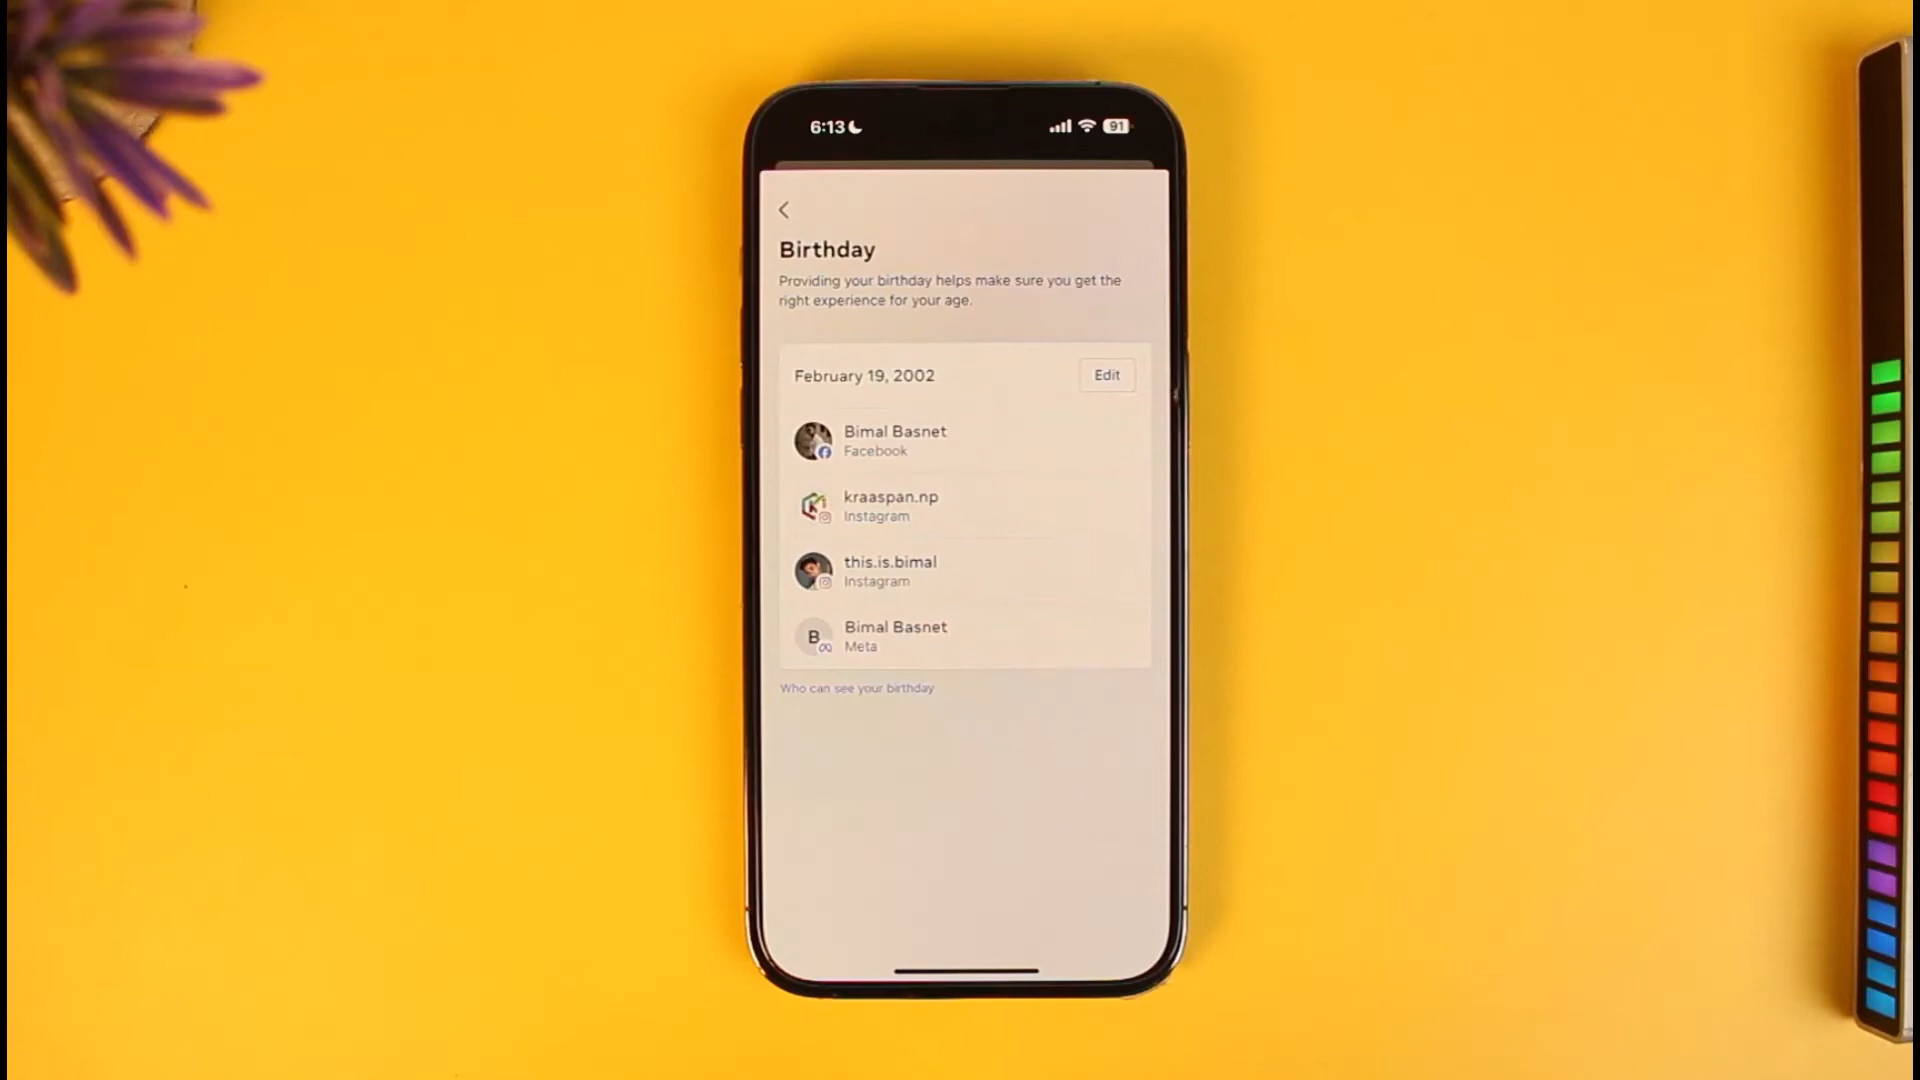 6:13
91
Birthday
Providing your birthday helps make sure you get the
right experience for your age.
February 19, 2002
Edit
Bimal Basnet
Facebook
kraaspan.np
Instagram
this.is.bimal
Instagram
B
Bimal Basnet
Meta
Who can see your birthday